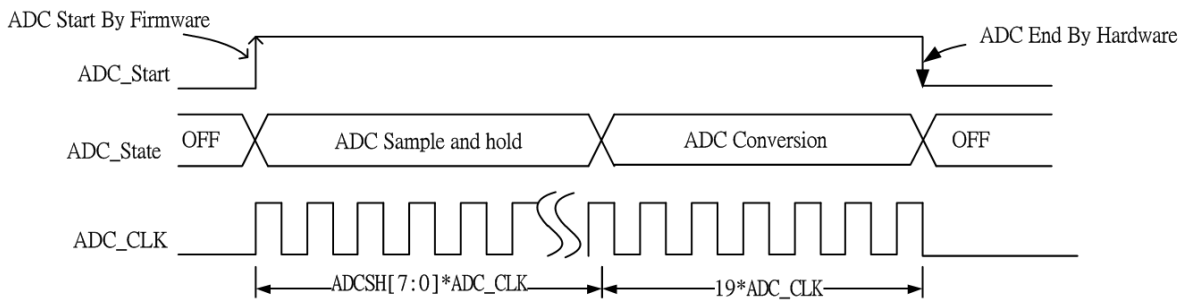 ADC Start By Firmware
ADC End By Hardware
ADC_Start
ADC_State
OFF
ADC Sample and hold
ADC Conversion
OFF
ADC_CLK
ADCSH[7:0]*ADC_CLK
19*ADC_CLK